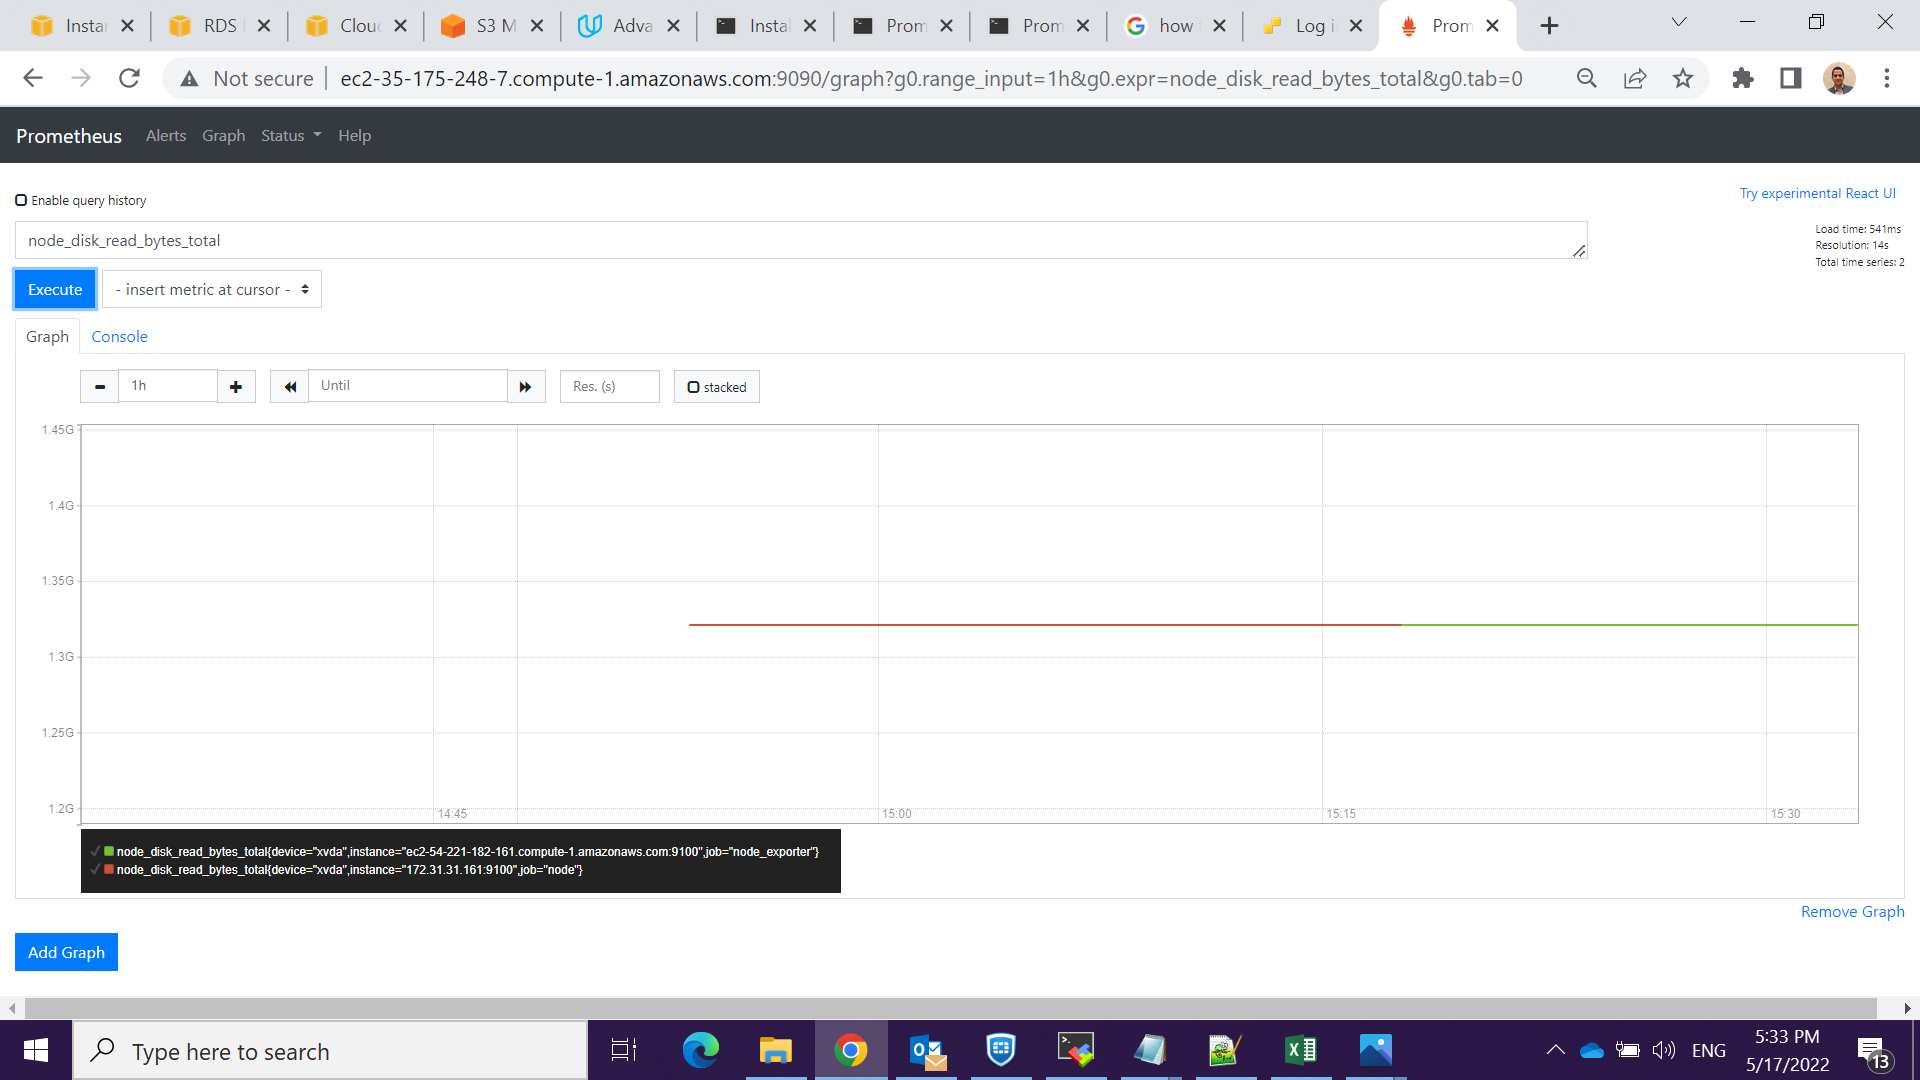 Instan
RDS
Clou
S3 M
Adva
Insta
Prom
Prom
how
Log i
Prom
Not secure
ec2-35-175-248-7.compute-1.amazonaws.com:9090/graph?g0.range_input=1h&g0.expr=node_disk_read_bytes_total&g0.tab=0
Prometheus Alerts Graph Status Help
Enable query history
Try experimental React UI
node_disk_read_bytes_total
Load time: 541ms
Resolution: 14s
Total time series: 2
Execute
- insert metric at cursor -
Graph Console
1h
Until
Res. (s)
stacked
1.45G
1.4G
1.35G
1.3G
1.25G
1.2G
14:45 15:00 15:15 15:30
node_disk_read_bytes_total{device="xvda",instance="ec2-54-221-182-161.compute-1.amazonaws.com:9100",job="node_exporter"}
node_disk_read_bytes_total{device="xvda",instance="172.31.31.161:9100",job="node"}
Remove Graph
Add Graph
Type here to search
ENG
5:33 PM
5/17/2022
13